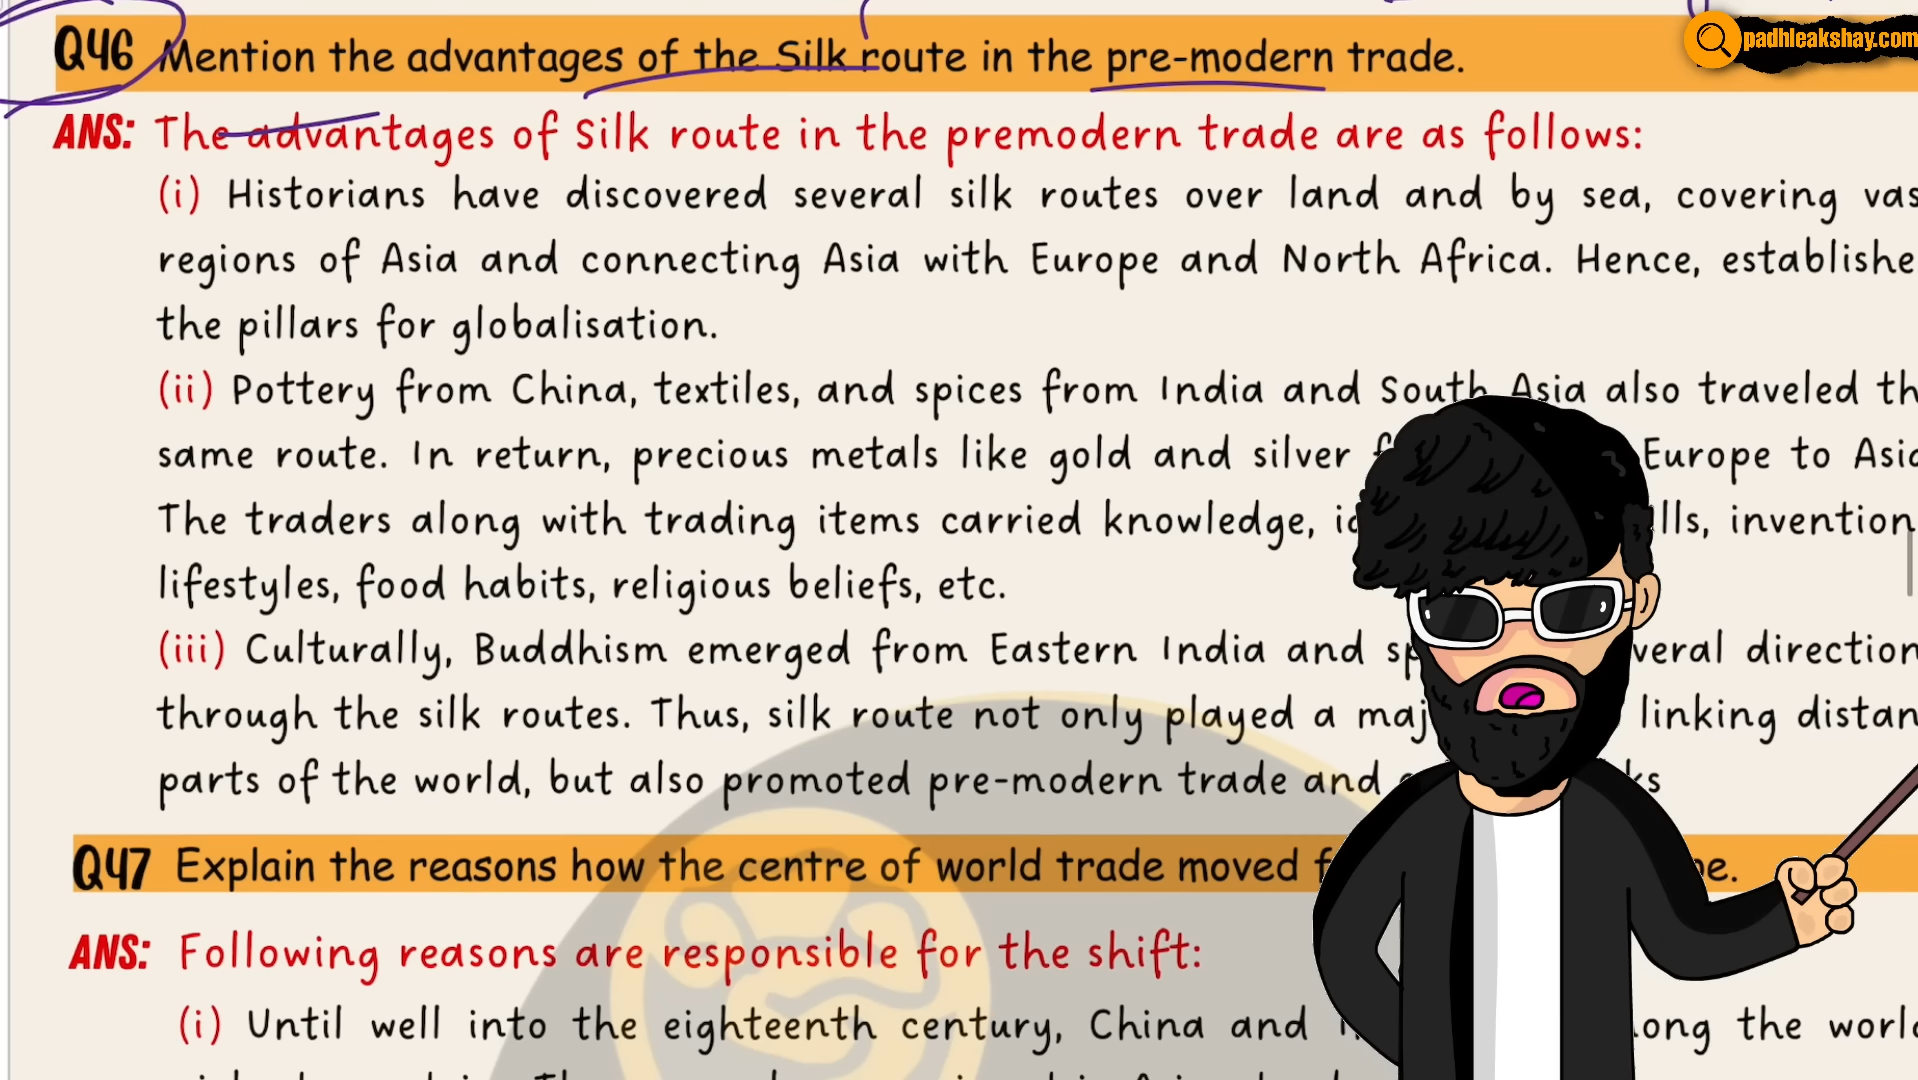 Q46 Mention the advantages of the Silk route in the pre-modern trade.
padhleakshay.com
ANS: The advantages of Silk route in the premodern trade are as follows:
(i) Historians have discovered several silk routes over land and by sea, covering
regions of Asia and connecting Asia with Europe and North Africa. Hence, establishe
the pillars for globalisation.
(ii) Pottery from China, textiles, and spices from India and South Asia also traveled
same route. In return, precious metals like gold and silver Europe to
The traders along with trading items carried knowledge, invention
lifestyles, food habits, religious beliefs, etc.
(iii) Culturally, Buddhism emerged from Eastern India and direction
through the silk routes. Thus, silk route not only played a linking distan
parts of the world, but also promoted pre-modern trade and
Q47 Explain the reasons how the centre of world trade moved
ANS: Following reasons are responsible for the shift:
(i) Until well into the eighteenth century, China and the